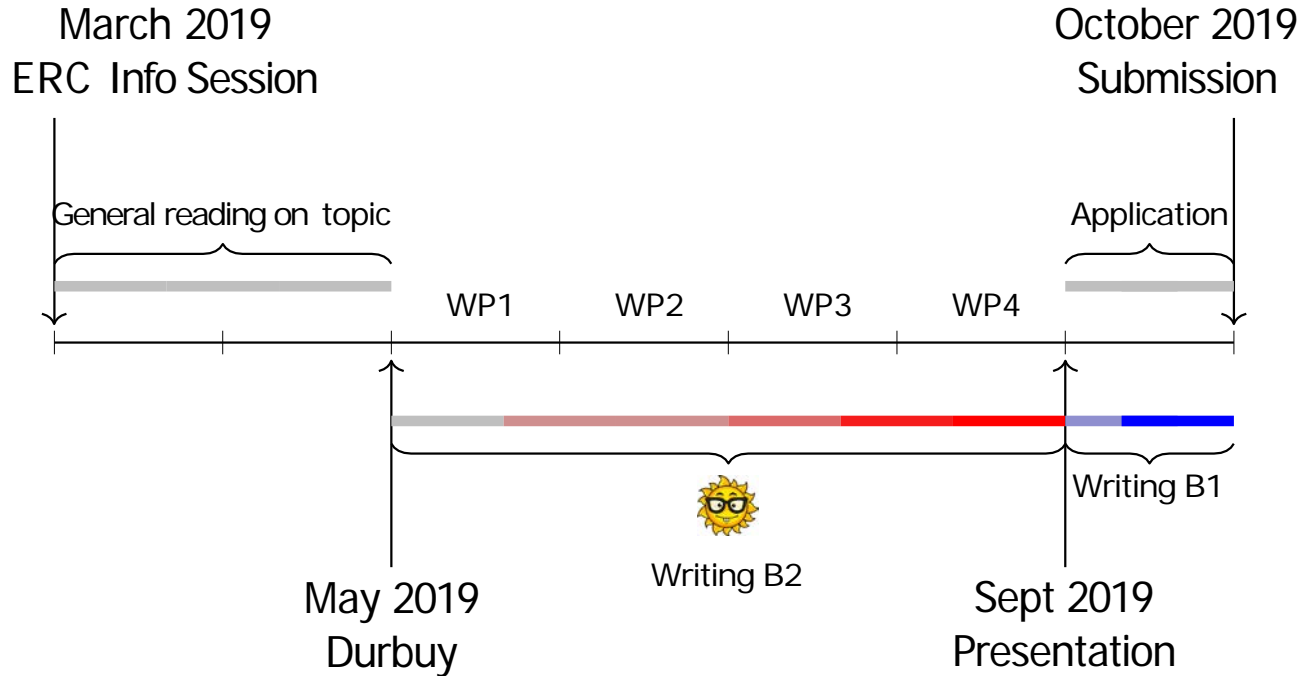 March 2019
ERC Info Session
October 2019
Submission
General reading on topic
Application
WP1
WP2
WP3
WP4
Writing B1
Writing B2
May 2019
Durbuy
Sept 2019
Presentation